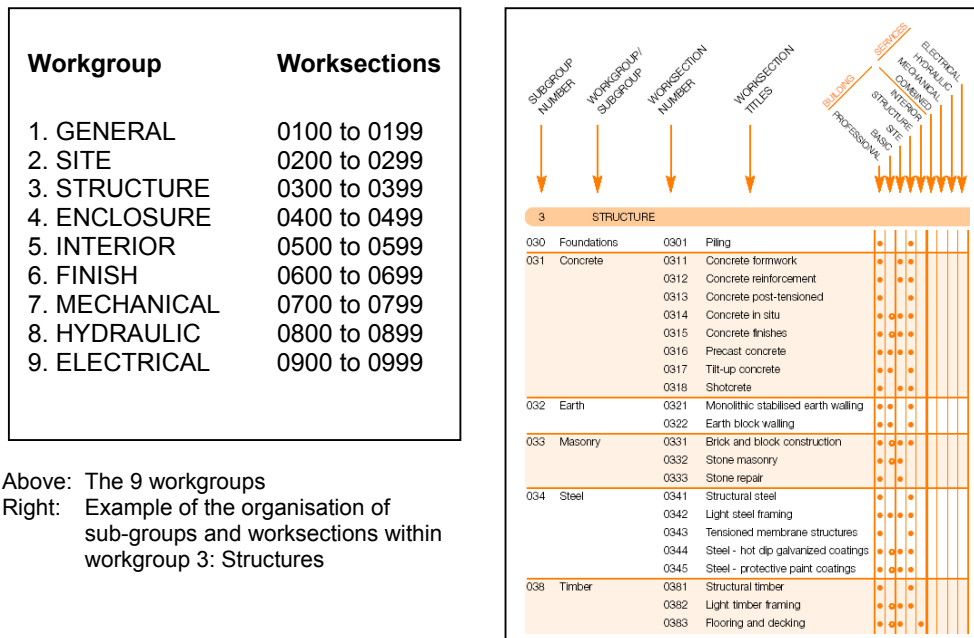 Workgroup Worksections
1. GENERAL 0100 to 0199
2. SITE 0200 to 0299
3. STRUCTURE 0300 to 0399
4. ENCLOSURE 0400 to 0499
5. INTERIOR 0500 to 0599
6. FINISH 0600 to 0699
7. MECHANICAL 0700 to 0799
8. HYDRAULIC 0800 to 0899
9. ELECTRICAL 0900 to 0999
Above: The 9 workgroups
Right: Example of the organisation of
sub-groups and worksections within
workgroup 3: Structures
SUBGROUP
NUMBER
WORKGROUP/
SUBGROUP
WORKSECTION
NUMBER
WORKSECTION
TITLES
BUILDING
SERVICES
PROFESSIONAL
BASIC
SITE
STRUCTURE
INTERIOR
COMBINED
MECHANICAL
HYDRAULIC
ELECTRICAL
3 STRUCTURE
030 Foundations 0301 Piling
031 Concrete 0311 Concrete formwork
0312 Concrete reinforcement
0313 Concrete post-tensioned
0314 Concrete in situ
0315 Concrete finishes
0316 Precast concrete
0317 Tilt-up concrete
0318 Shotcrete
032 Earth 0321 Monolithic stabilised earth walling
0322 Earth block walling
033 Masonry 0331 Brick and block construction
0332 Stone masonry
0333 Stone repair
034 Steel 0341 Structural steel
0342 Light steel framing
0343 Tensioned membrane structures
0344 Steel - hot dip galvanized coatings
0345 Steel - protective paint coatings
038 Timber 0381 Structural timber
0382 Light timber framing
0383 Flooring and decking